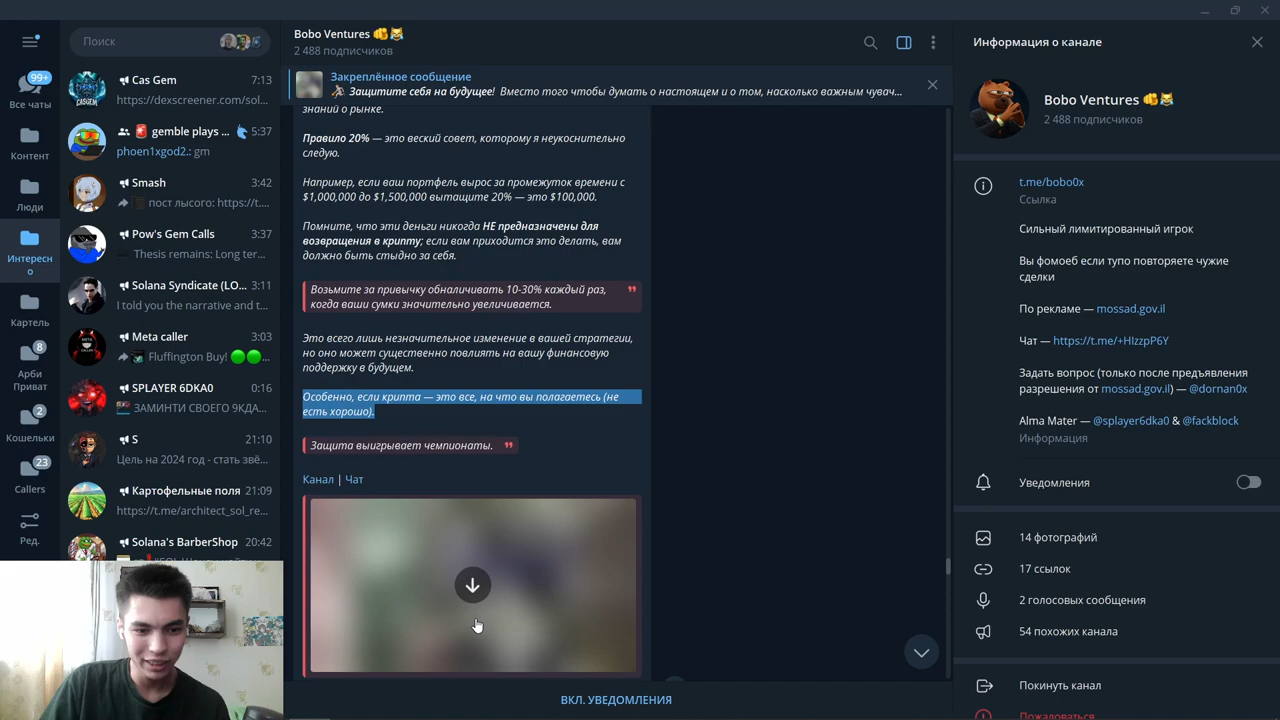 Поиск
99+
Все чаты
Контент
Люди
Интересн
о
Картель
8
Арби
Приват
2
Кошельки
23
Callers
Ред.
Cas Gem 7:13
https://dexscreener.com/sol...
gemble plays ... 5:37
phoen1xgod2.: gm
Smash 3:42
пост лысого: https://t....
Pow's Gem Calls 3:37
Thesis remains: Long ter...
Solana Syndicate (LO... 3:11
I told you the narrative and t...
Meta caller 3:03
Fluffington Buy!
SPLAYER 6DKA0 0:16
ЗАМИНТИ СВОЕГО 9КДА...
S 21:10
Цель на 2024 год - стать звё...
Картофельные поля 21:09
https://t.me/architect_sol_re...
Solana's BarberShop 20:42
Bobo Ventures
2 488 подписчиков
Закреплённое сообщение
Защитите себя на будущее! Вместо того чтобы думать о настоящем и о том, насколько важным чувач...
знаний о рынке.
Правило 20% — это веский совет, которому я неукоснительно
следую.
Например, если ваш портфель вырос за промежуток времени с
$1,000,000 до $1,500,000 вытащите 20% — это $100,000.
Помните, что эти деньги никогда НЕ предназначены для
возвращения в крипту; если вам приходится это делать, вам
должно быть стыдно за себя.
Возьмите за привычку обналичивать 10-30% каждый раз,
когда ваши сумки значительно увеличивается.
Это всего лишь незначительное изменение в вашей стратегии,
но оно может существенно повлиять на вашу финансовую
поддержку в будущем.
Особенно, если крипта — это все, на что вы полагаетесь (не
есть хорошо).
Защита выигрывает чемпионаты.
Канал | Чат
ВКЛ. УВЕДОМЛЕНИЯ
Информация о канале
Bobo Ventures
2 488 подписчиков
t.me/bobo0x
Ссылка
Сильный лимитированный игрок
Вы фомоеб если тупо повторяете чужие
сделки
По рекламе — mossad.gov.il
Чат — https://t.me/+HIzzpP6Y
Задать вопрос (только после предъявления
разрешения от mossad.gov.il) — @dornan0x
Alma Mater — @splayer6dka0 & @fackblock
Информация
Уведомления
14 фотографий
17 ссылок
2 голосовых сообщения
54 похожих канала
Покинуть канал
Пожаловаться